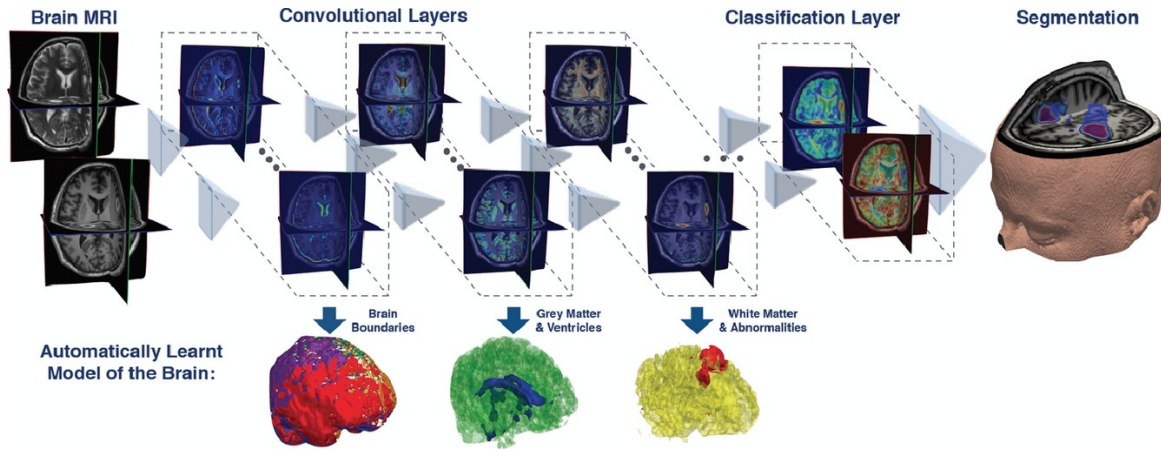 Brain MRI
Convolutional Layers
Classification Layer
Segmentation
Brain
Boundaries
Grey Matter
& Ventricles
White Matter
& Abnormalities
Automatically Learnt
Model of the Brain: